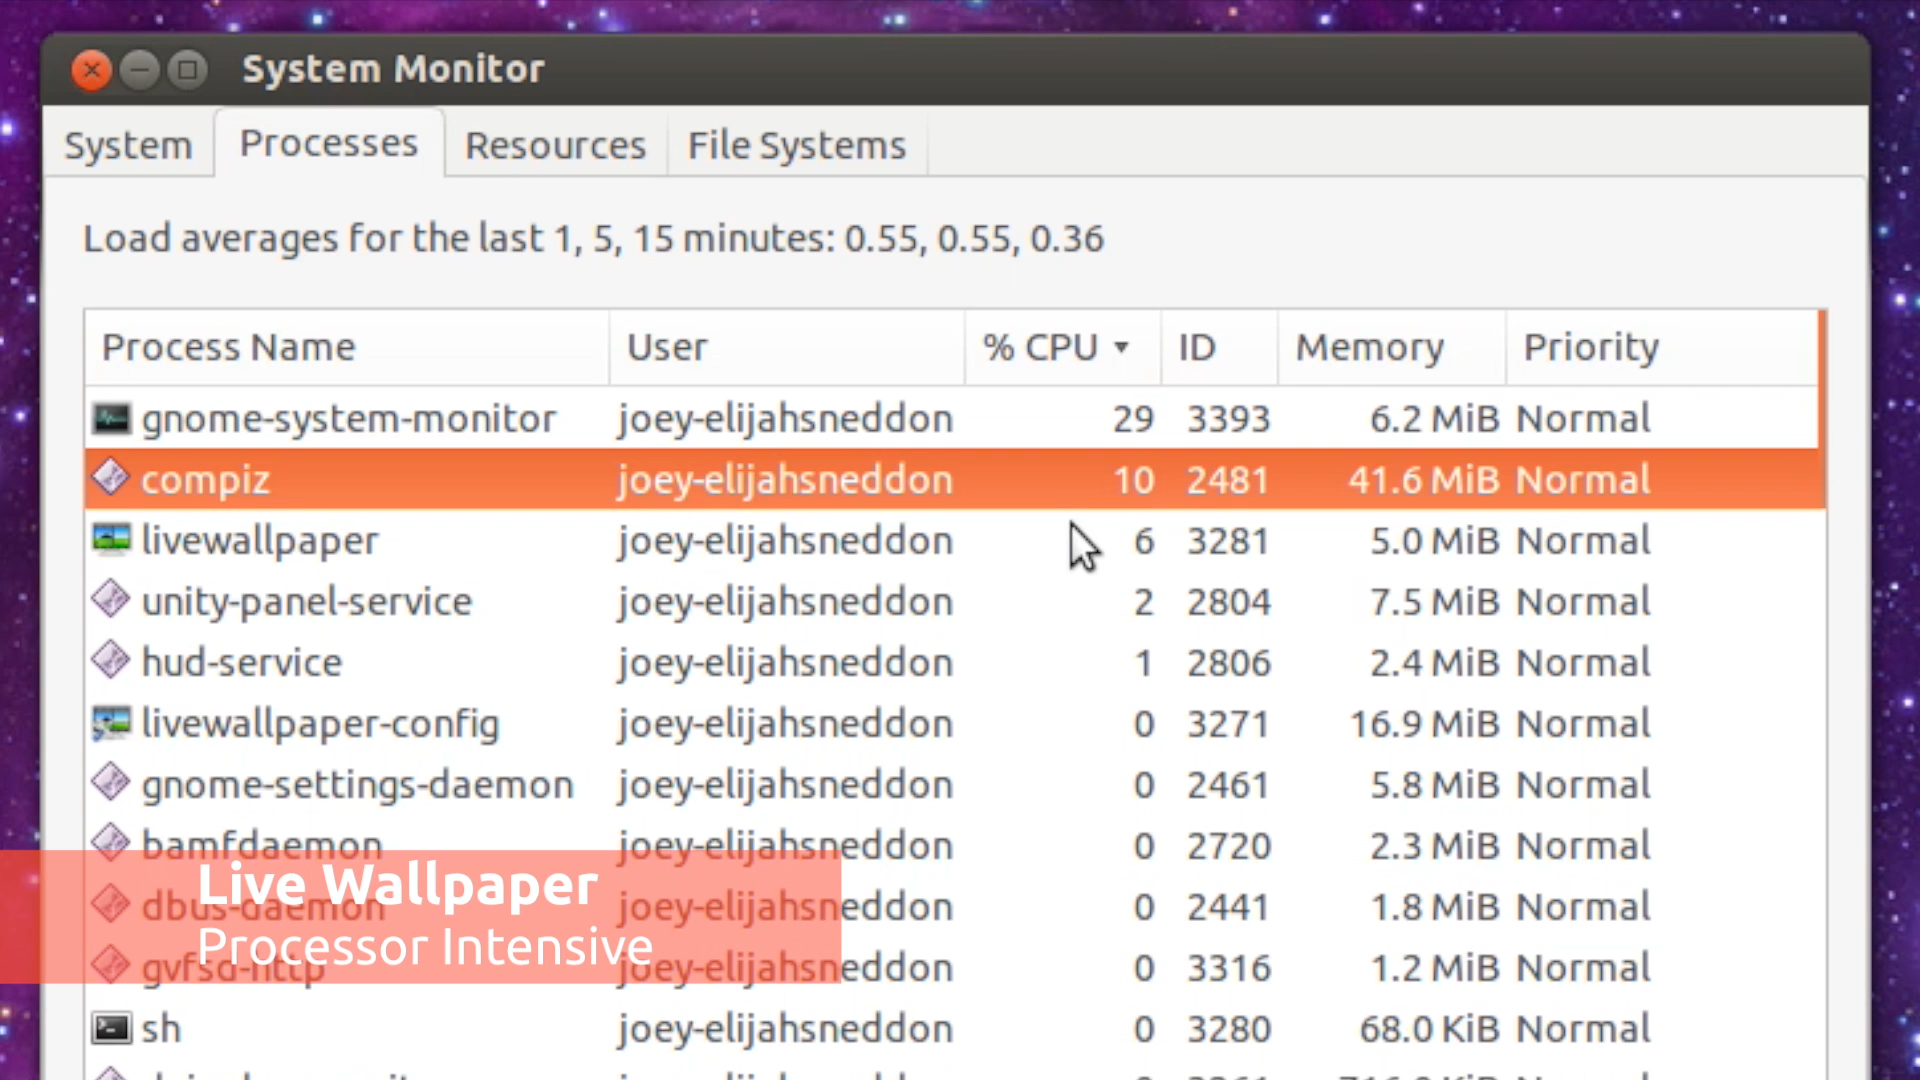 System Monitor
System Processes Resources File Systems
Load averages for the last 1, 5, 15 minutes: 0.55, 0.55, 0.36
Process Name User % CPU ID Memory Priority
gnome-system-monitor joey-elijahsneddon 29 3393 6.2 MiB Normal
compiz joey-elijahsneddon 10 2481 41.6 MiB Normal
livewallpaper joey-elijahsneddon 6 3281 5.0 MiB Normal
unity-panel-service joey-elijahsneddon 2 2804 7.5 MiB Normal
hud-service joey-elijahsneddon 1 2806 2.4 MiB Normal
livewallpaper-config joey-elijahsneddon 0 3271 16.9 MiB Normal
gnome-settings-daemon joey-elijahsneddon 0 2461 5.8 MiB Normal
bamfdaemon joey-elijahsneddon 0 2720 2.3 MiB Normal
Live Wallpaper
dbus-daemon joey-elijahsneddon 0 2441 1.8 MiB Normal
Processor Intensive
gvfsd-http joey-elijahsneddon 0 3316 1.2 MiB Normal
sh joey-elijahsneddon 0 3280 68.0 KiB Normal